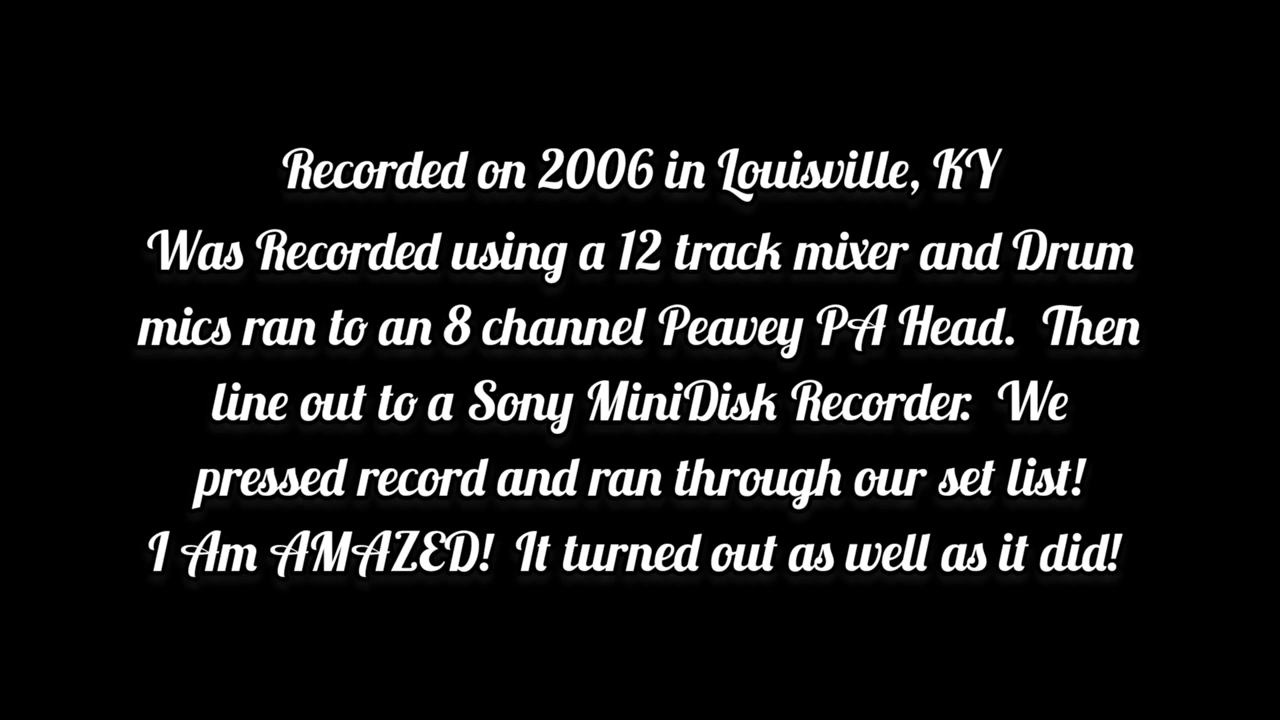 Recorded on 2006 in Louisville, KY
Was Recorded using a 12 track mixer and Drum
mics ran to an 8 channel Peavey PA Head. Then
line out to a Sony MiniDisk Recorder. We
pressed record and ran through our set list!
I Am AMAZED! It turned out as well as it did!